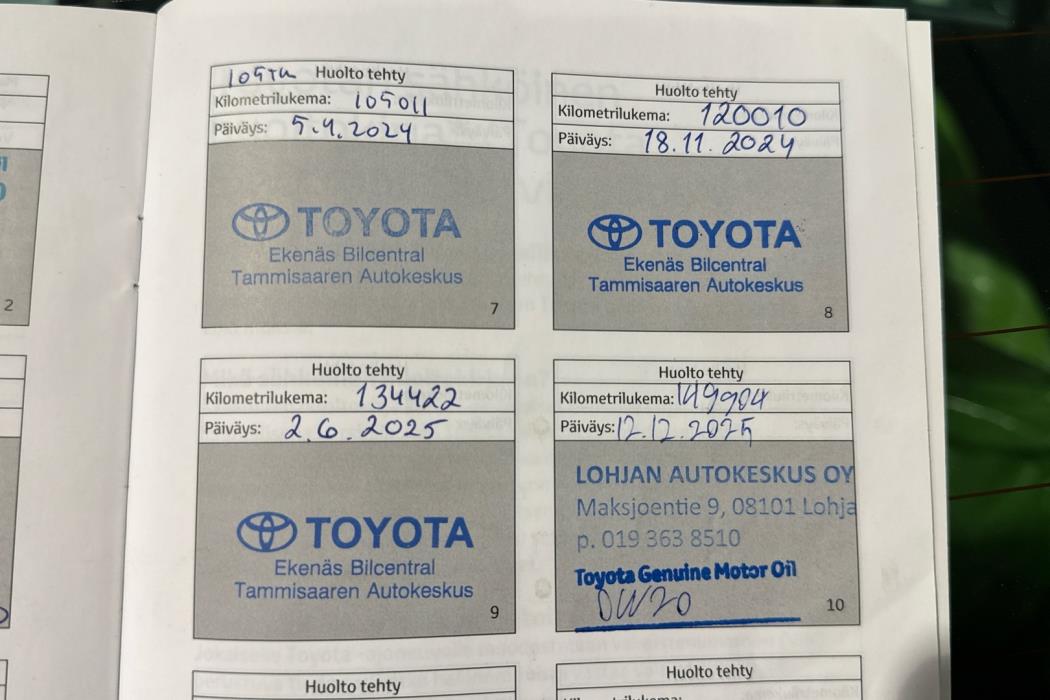 2
105TK Huolto tehty
Kilometrilukema: 105011
Päiväys: 5.4.2024
TOYOTA
Ekenäs Bilcentral
Tammisaaren Autokeskus
7
Huolto tehty
Kilometrilukema: 120010
Päiväys: 18.11.2024
TOYOTA
Ekenäs Bilcentral
Tammisaaren Autokeskus
8
Huolto tehty
Kilometrilukema: 134422
Päiväys: 2.6.2025
TOYOTA
Ekenäs Bilcentral
Tammisaaren Autokeskus
9
Huolto tehty
Kilometrilukema: 149904
Päiväys: 12.12.2025
LOHJAN AUTOKESKUS OY
Maksjoentie 9, 08101 Lohja
p. 019 363 8510
Toyota Genuine Motor Oil
0W20
10
Huolto tehty
Huolto tehty